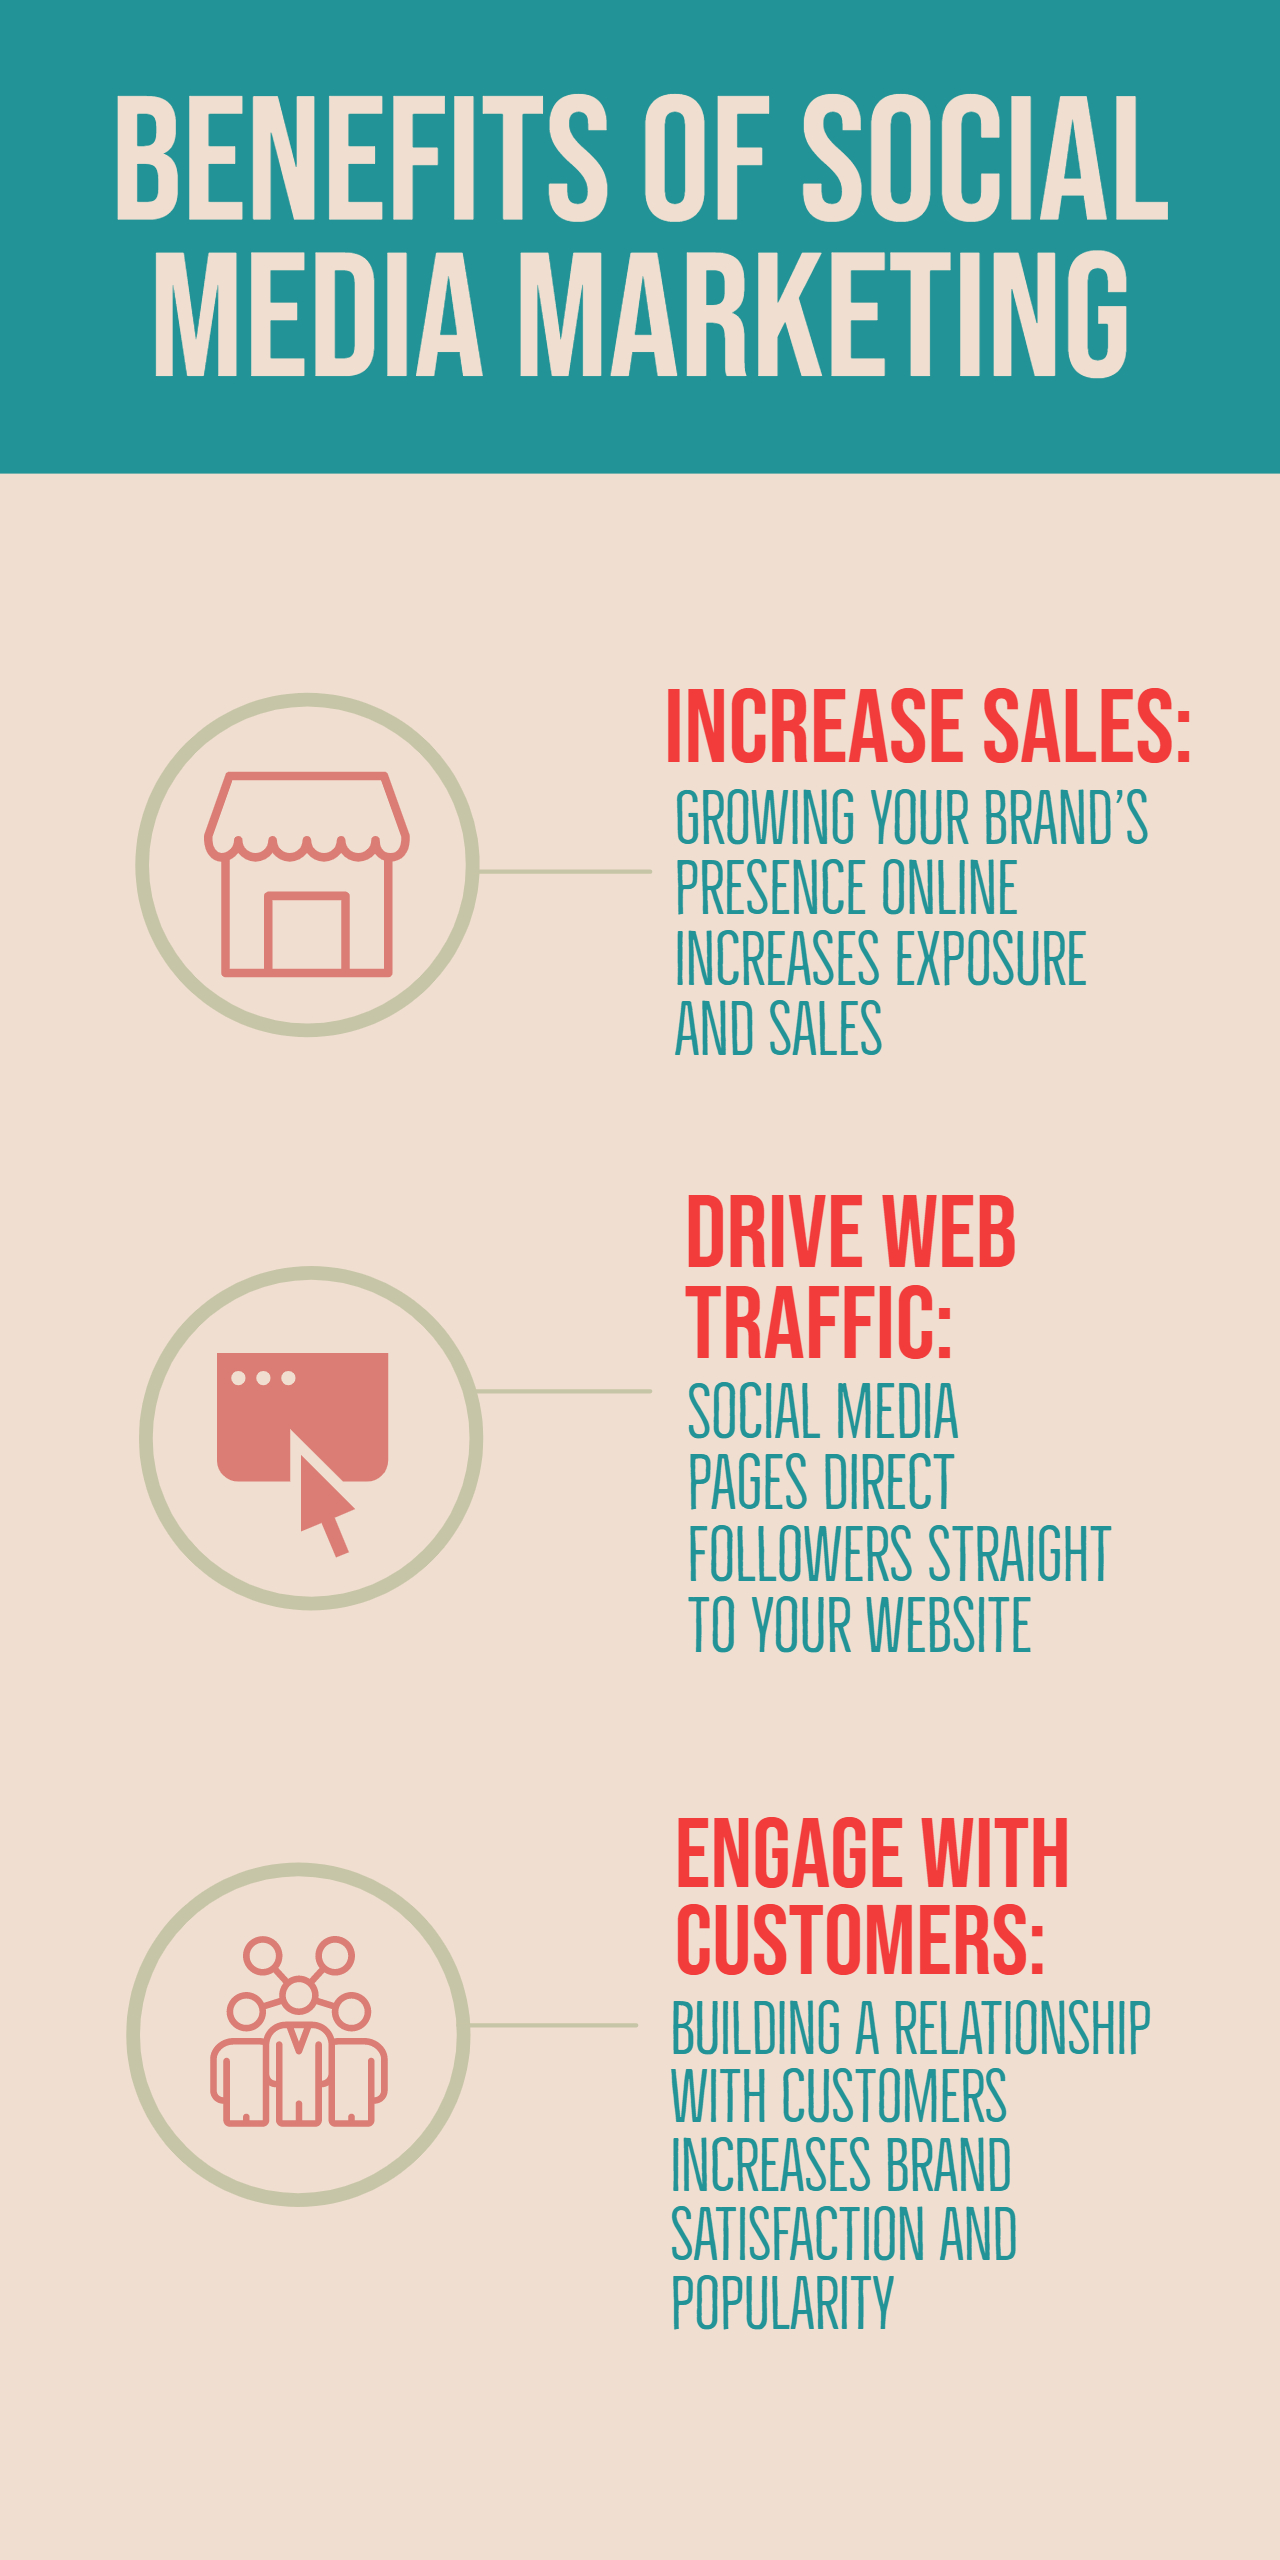 BENEFITS OF SOCIAL
MEDIA MARKETING
INCREASE SALES:
GROWING YOUR BRAND’S
PRESENCE ONLINE
INCREASES EXPOSURE
AND SALES
DRIVE WEB
TRAFFIC:
SOCIAL MEDIA
PAGES DIRECT
FOLLOWERS STRAIGHT
TO YOUR WEBSITE
ENGAGE WITH
CUSTOMERS:
BUILDING A RELATIONSHIP
WITH CUSTOMERS
INCREASES BRAND
SATISFACTION AND
POPULARITY